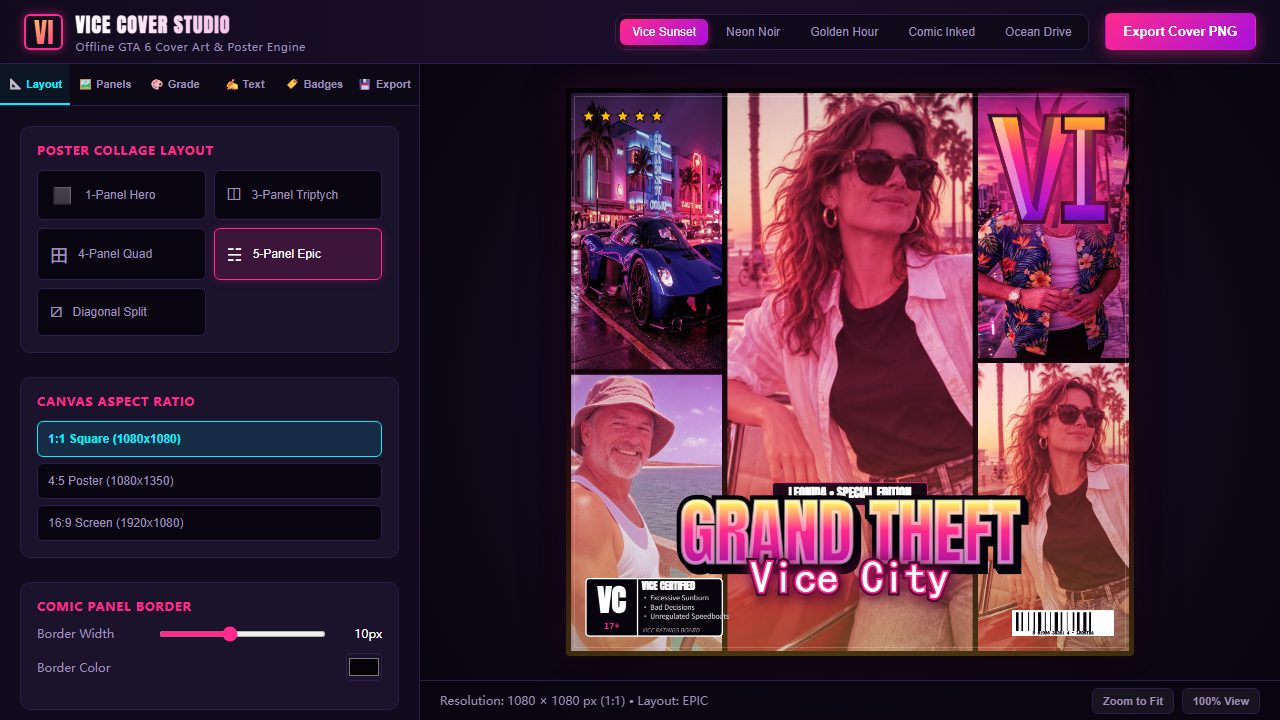 VI
VICE COVER STUDIO
Offline GTA 6 Cover Art & Poster Engine
Vice Sunset
Neon Noir
Golden Hour
Comic Inked
Ocean Drive
Export Cover PNG
Layout
Panels
Grade
Text
Badges
Export
POSTER COLLAGE LAYOUT
1-Panel Hero
3-Panel Triptych
4-Panel Quad
5-Panel Epic
Diagonal Split
CANVAS ASPECT RATIO
1:1 Square (1080x1080)
4:5 Poster (1080x1350)
16:9 Screen (1920x1080)
COMIC PANEL BORDER
Border Width
10px
Border Color
VI
LEONIDA • SPECIAL EDITION
GRAND THEFT
Vice City
VC
17+
VICE CERTIFIED
• Excessive Sunburn
• Bad Decisions
• Unregulated Speedboats
VICE RATINGS BOARD
Resolution: 1080 × 1080 px (1:1) • Layout: EPIC
Zoom to Fit
100% View